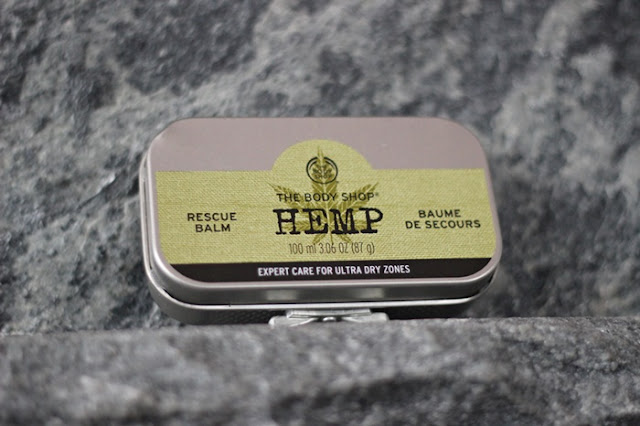 THE BODY SHOP®
HEMP
RESCUE
BALM
BAUME
DE SECOURS
100 ml 3.06 OZ (87 g)
EXPERT CARE FOR ULTRA DRY ZONES